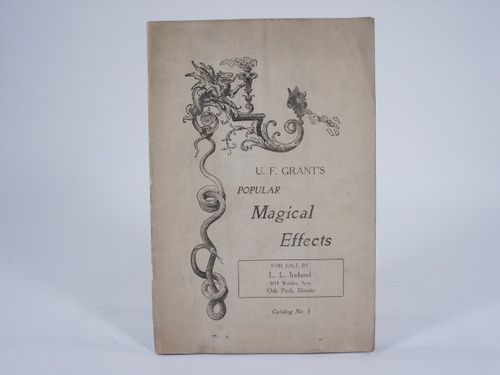 U. F. GRANT'S
POPULAR
Magical
Effects
FOR SALE BY
L. L. Ireland
804 Wesley Ave.
Oak Park, Illinois
Catalog No. 1